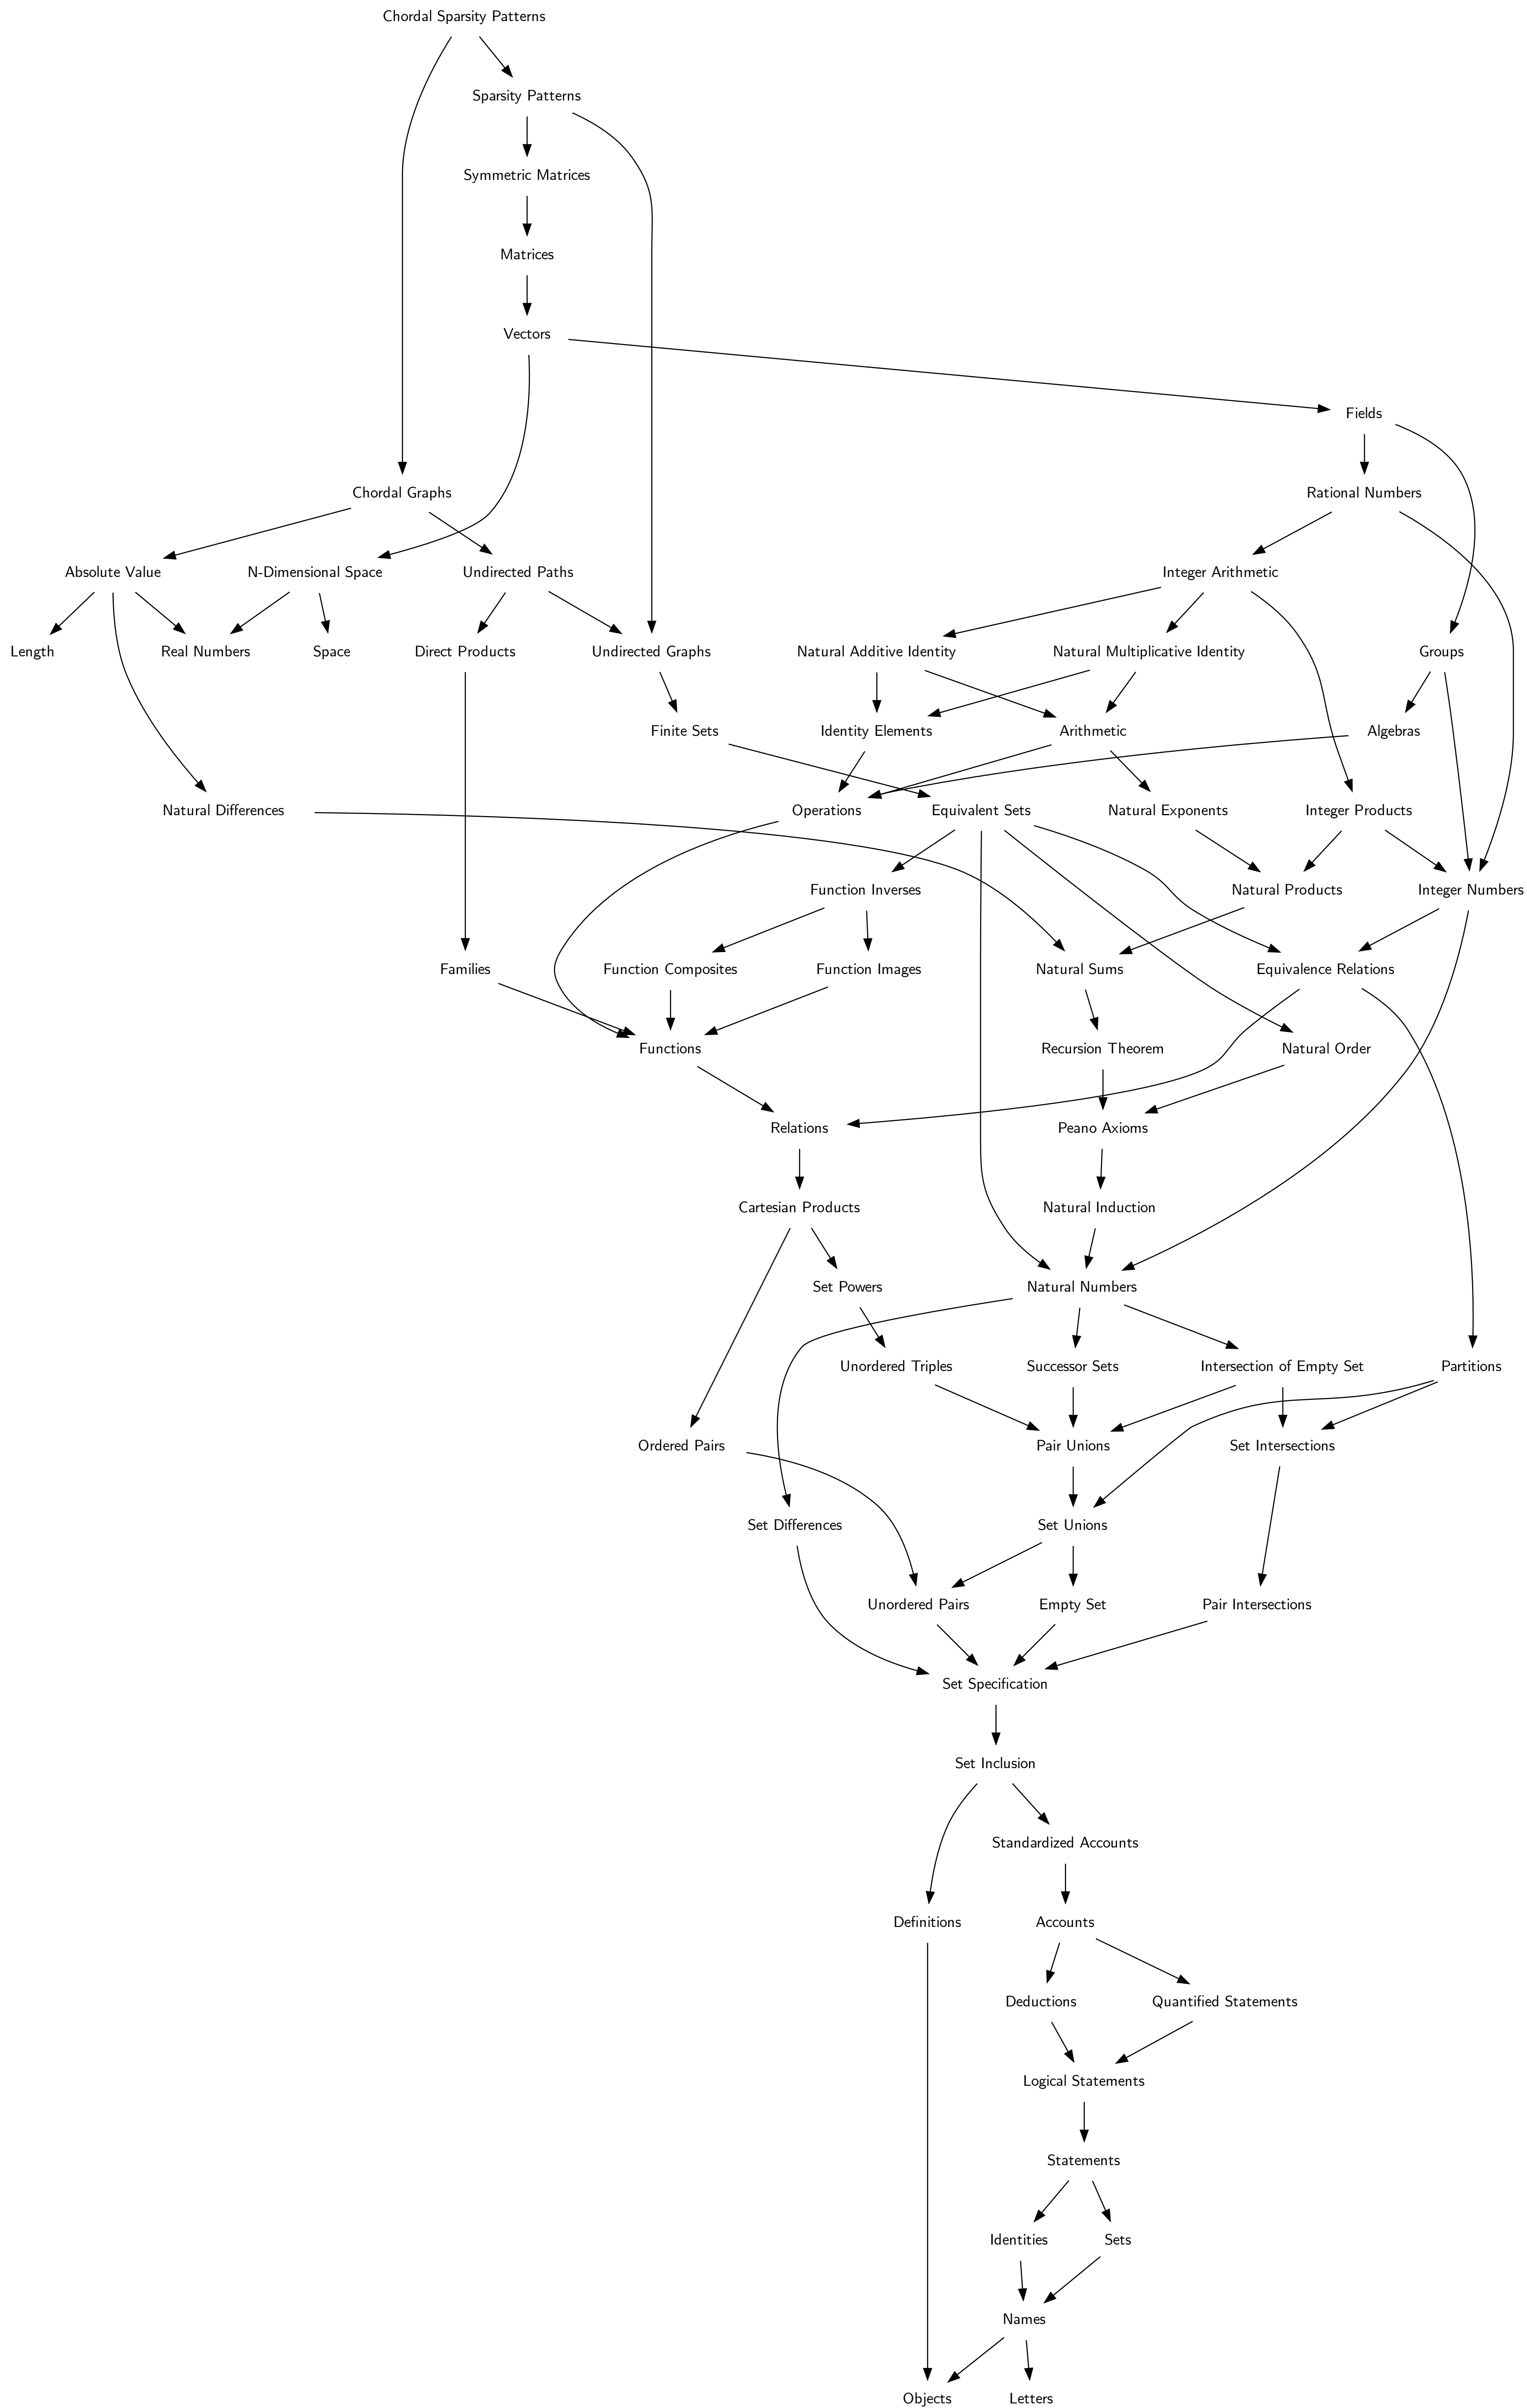 Chordal Sparsity Patterns
Sparsity Patterns
Symmetric Matrices
Matrices
Vectors
Fields
Chordal Graphs
Rational Numbers
Absolute Value
N-Dimensional Space
Undirected Paths
Integer Arithmetic
Length
Real Numbers
Space
Direct Products
Undirected Graphs
Natural Additive Identity
Natural Multiplicative Identity
Groups
Finite Sets
Identity Elements
Arithmetic
Algebras
Natural Differences
Operations
Equivalent Sets
Natural Exponents
Integer Products
Function Inverses
Natural Products
Integer Numbers
Families
Function Composites
Function Images
Natural Sums
Equivalence Relations
Functions
Recursion Theorem
Natural Order
Relations
Peano Axioms
Cartesian Products
Natural Induction
Set Powers
Natural Numbers
Unordered Triples
Successor Sets
Intersection of Empty Set
Partitions
Ordered Pairs
Pair Unions
Set Intersections
Set Differences
Set Unions
Unordered Pairs
Empty Set
Pair Intersections
Set Specification
Set Inclusion
Standardized Accounts
Definitions
Accounts
Deductions
Quantified Statements
Logical Statements
Statements
Identities
Sets
Names
Objects
Letters